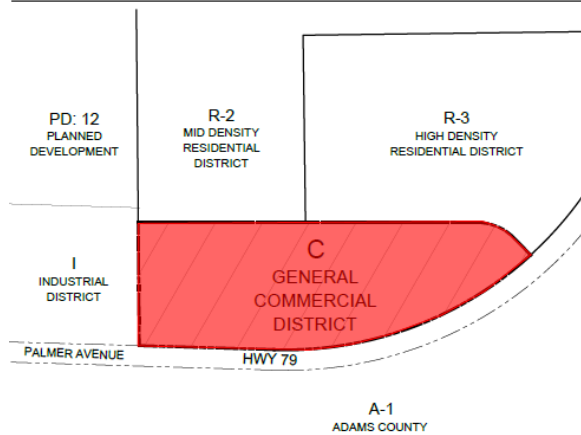 PD: 12
PLANNED
DEVELOPMENT
R-2
MID DENSITY
RESIDENTIAL
DISTRICT
R-3
HIGH DENSITY
RESIDENTIAL DISTRICT
I
INDUSTRIAL
DISTRICT
C
GENERAL
COMMERCIAL
DISTRICT
PALMER AVENUE
HWY 79
A-1
ADAMS COUNTY